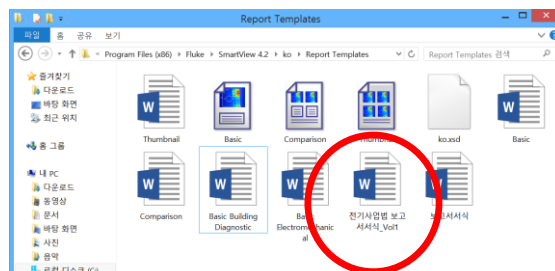 Report Templates
파일 홈 공유 보기
« Program Files (x86) ▸ Fluke ▸ SmartView 4.2 ▸ ko ▸ Report Templates
Report Templates 검색
즐겨찾기
다운로드
바탕 화면
최근 위치
홈 그룹
내 PC
다운로드
동영상
문서
바탕 화면
사진
음악
Thumbnail
Basic
Comparison
ko.xsd
Basic
Comparison
Basic Building
Diagnostic
Electromechanic
al
전기사업법 보고
서서식_Vol1